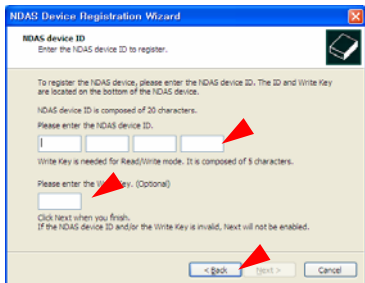 NDAS Device Registration Wizard
NDAS device ID
Enter the NDAS device ID to register.
To register the NDAS device, please enter the NDAS device ID. The ID and Write Key
are located on the bottom of the NDAS device.
NDAS device ID is composed of 20 characters.
Please enter the NDAS device ID.
Write Key is needed for Read/Write mode. It is composed of 5 characters.
Please enter the Write Key. (Optional)
Click Next when you finish.
If the NDAS device ID and/or the Write Key is invalid, Next will not be enabled.
< Back Next > Cancel